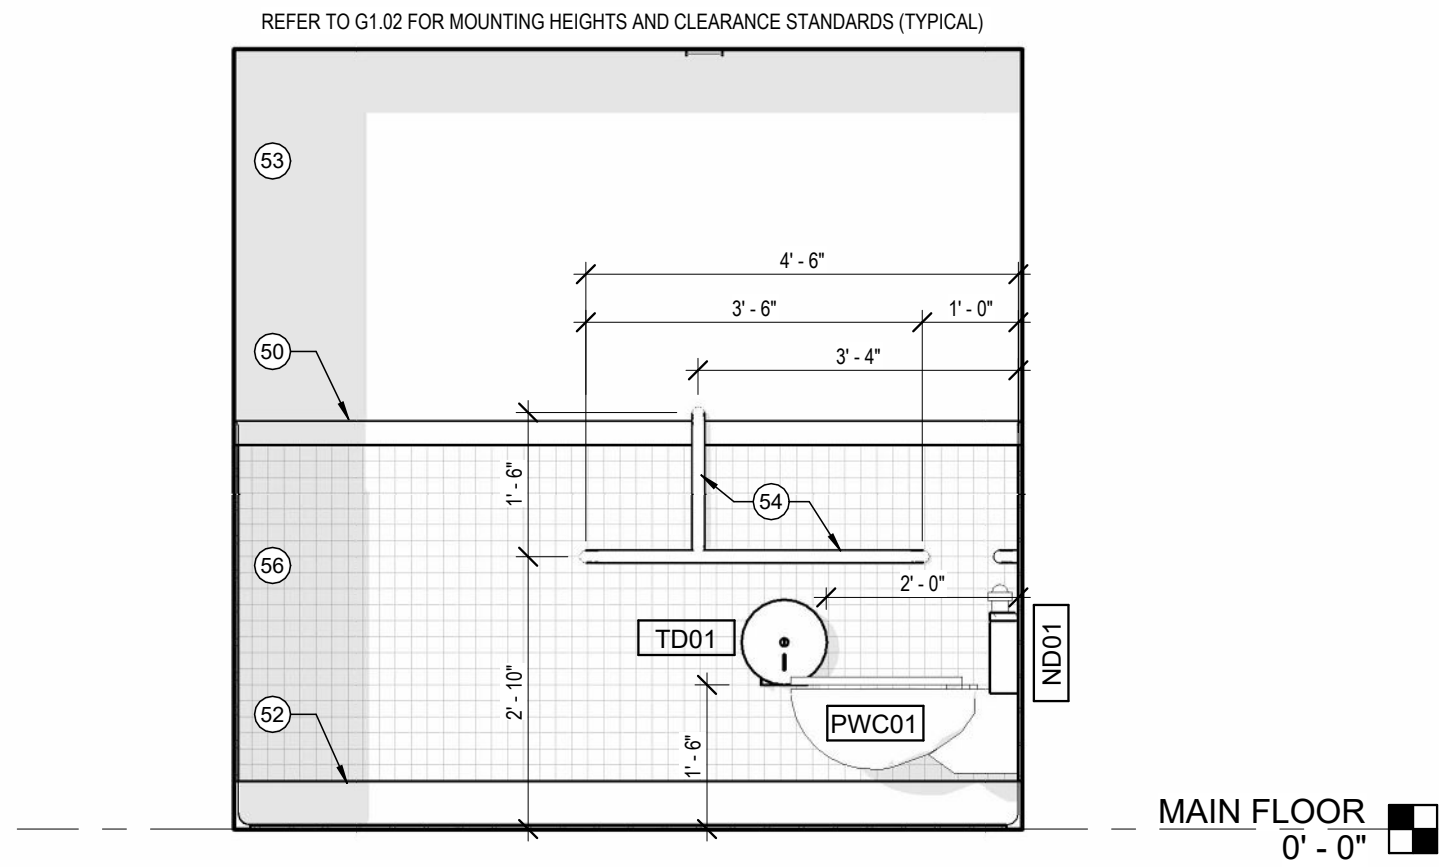 REFER TO G1.02 FOR MOUNTING HEIGHTS AND CLEARANCE STANDARDS (TYPICAL)
53
4' - 6"
3' - 6"
1' - 0"
50
3' - 4"
1' - 6"
54
56
2' - 0"
TD01
ND01
2' - 10"
52
PWC01
1' - 6"
MAIN FLOOR
0' - 0"